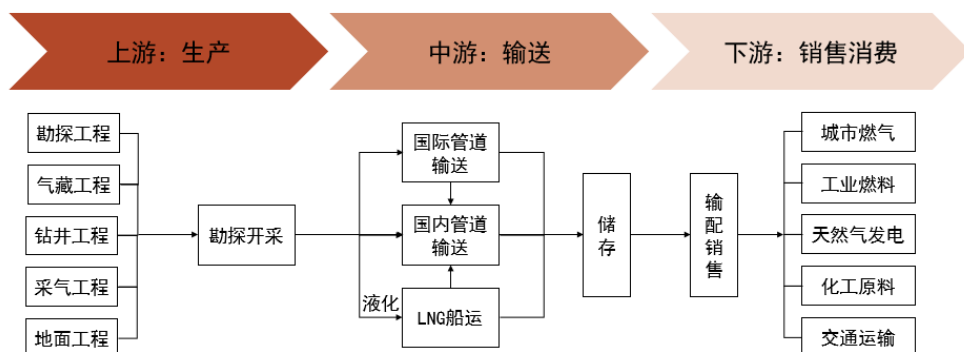 上游：生产
中游：输送
下游：销售消费
勘探工程
气藏工程
钻井工程
采气工程
地面工程
勘探开采
液化
国际管道
输送
国内管道
输送
LNG船运
储
存
输
配
销
售
城市燃气
工业燃料
天然气发电
化工原料
交通运输